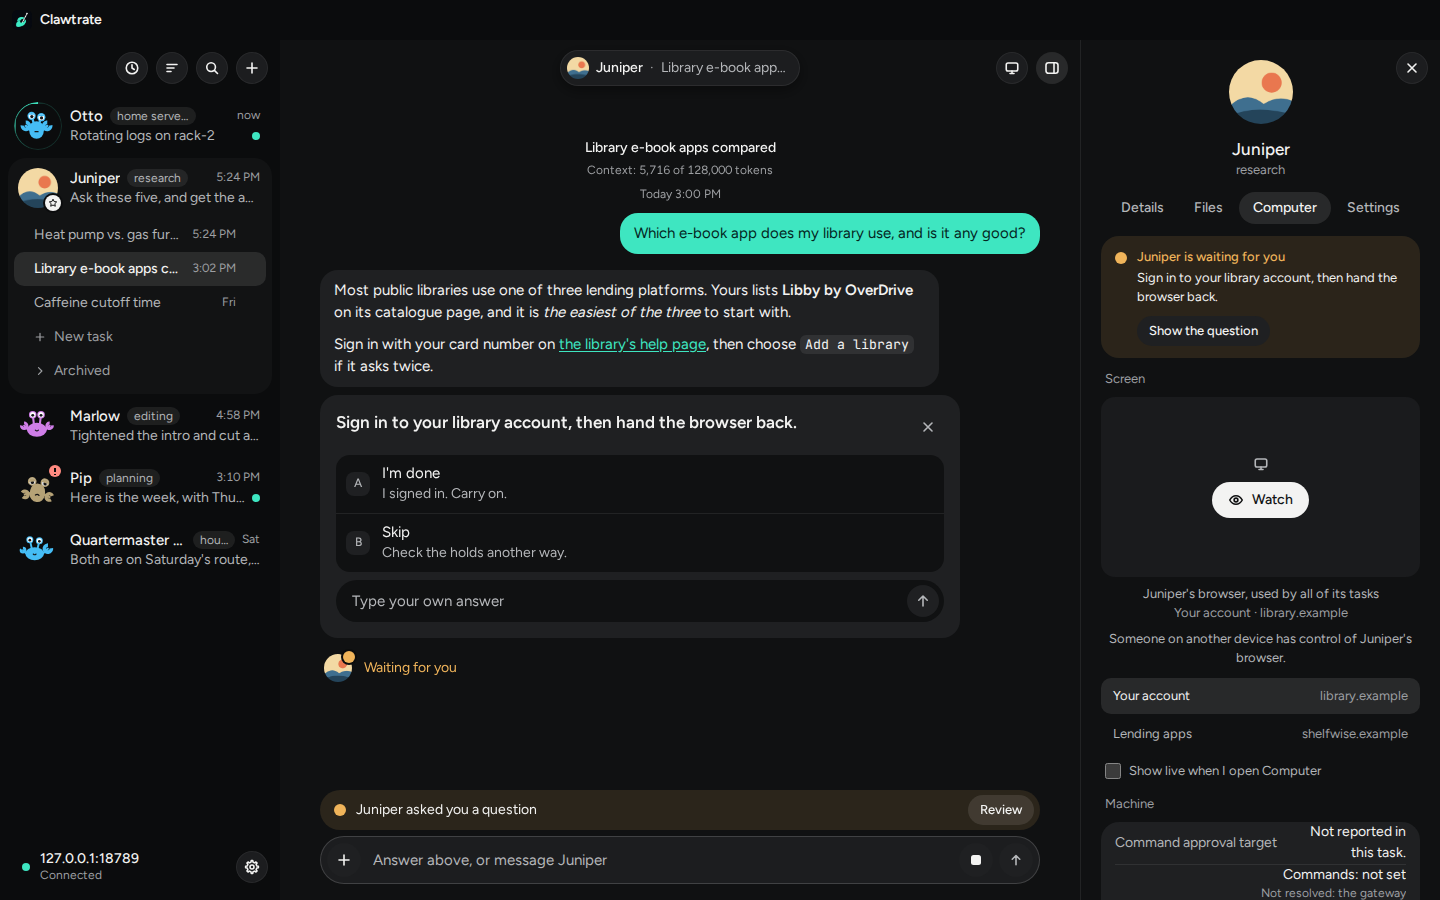 Clawtrate
Otto home serve... now
Rotating logs on rack-2
Juniper research 5:24 PM
Ask these five, and get the a...
Heat pump vs. gas fur... 5:24 PM
Library e-book apps c... 3:02 PM
Caffeine cutoff time Fri
+ New task
Archived
Marlow editing 4:58 PM
Tightened the intro and cut a...
Pip planning 3:10 PM
Here is the week, with Thu...
Quartermaster ... hou... Sat
Both are on Saturday's route,...
127.0.0.1:18789
Connected
Juniper · Library e-book app...
Library e-book apps compared
Context: 5,716 of 128,000 tokens
Today 3:00 PM
Which e-book app does my library use, and is it any good?
Most public libraries use one of three lending platforms. Yours lists Libby by OverDrive
on its catalogue page, and it is the easiest of the three to start with.
Sign in with your card number on the library's help page, then choose Add a library
if it asks twice.
Sign in to your library account, then hand the browser back.
A I'm done
I signed in. Carry on.
B Skip
Check the holds another way.
Type your own answer
Waiting for you
Juniper asked you a question Review
Answer above, or message Juniper
Juniper
research
Details Files Computer Settings
Juniper is waiting for you
Sign in to your library account, then hand the
browser back.
Show the question
Screen
Watch
Juniper's browser, used by all of its tasks
Your account · library.example
Someone on another device has control of Juniper's
browser.
Your account library.example
Lending apps shelfwise.example
Show live when I open Computer
Machine
Command approval target Not reported in
this task.
Commands: not set
Not resolved: the gateway